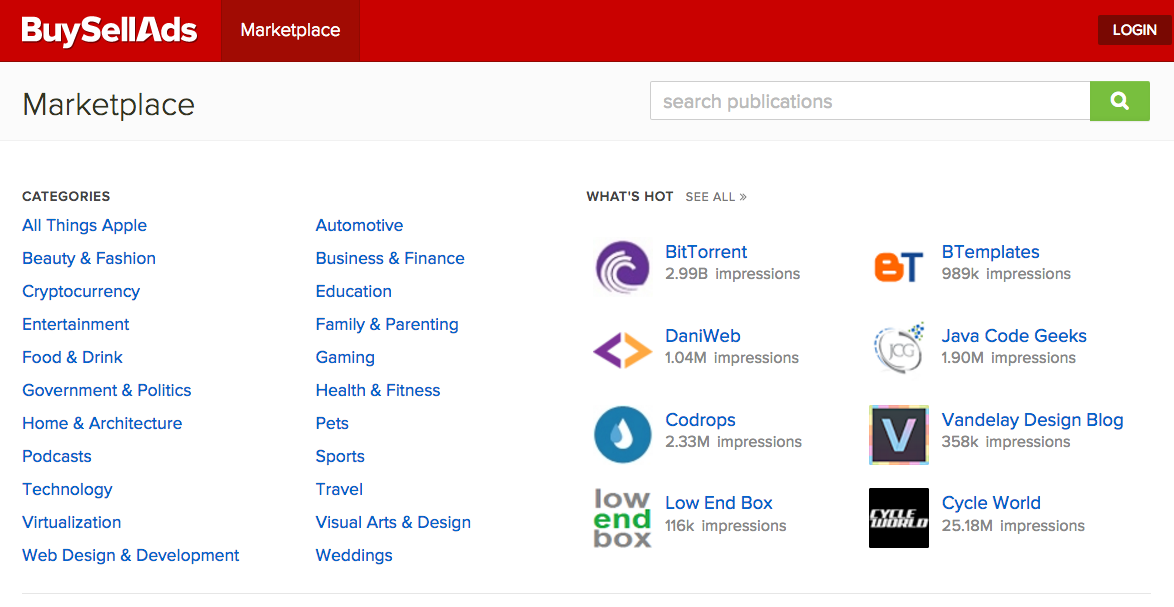 BuySellAds
Marketplace
LOGIN
Marketplace
search publications
CATEGORIES
All Things Apple
Beauty & Fashion
Cryptocurrency
Entertainment
Food & Drink
Government & Politics
Home & Architecture
Podcasts
Technology
Virtualization
Web Design & Development
Automotive
Business & Finance
Education
Family & Parenting
Gaming
Health & Fitness
Pets
Sports
Travel
Visual Arts & Design
Weddings
WHAT'S HOT SEE ALL »
BitTorrent
2.99B impressions
BT
BTemplates
989k impressions
DaniWeb
1.04M impressions
JCG
Java Code Geeks
1.90M impressions
Codrops
2.33M impressions
V
Vandelay Design Blog
358k impressions
low
end
box
Low End Box
116k impressions
CYCLE
WORLD
Cycle World
25.18M impressions